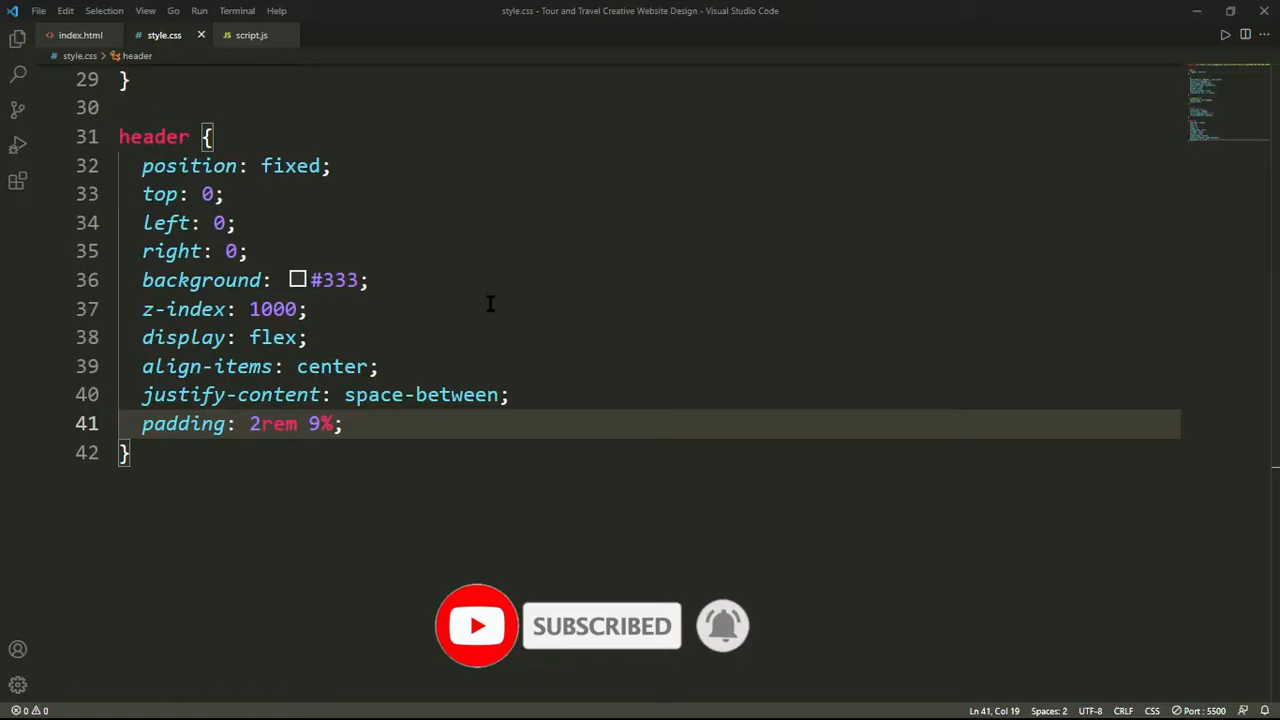 File Edit Selection View Go Run Terminal Help
style.css - Tour and Travel Creative Website Design - Visual Studio Code
index.html # style.css JS script.js
# style.css > header
29 }
30
31 header {
32 position: fixed;
33 top: 0;
34 left: 0;
35 right: 0;
36 background: #333;
37 z-index: 1000;
38 display: flex;
39 align-items: center;
40 justify-content: space-between;
41 padding: 2rem 9%;
42 }
SUBSCRIBED
0 0 Ln 41, Col 19 Spaces: 2 UTF-8 CRLF CSS Port : 5500